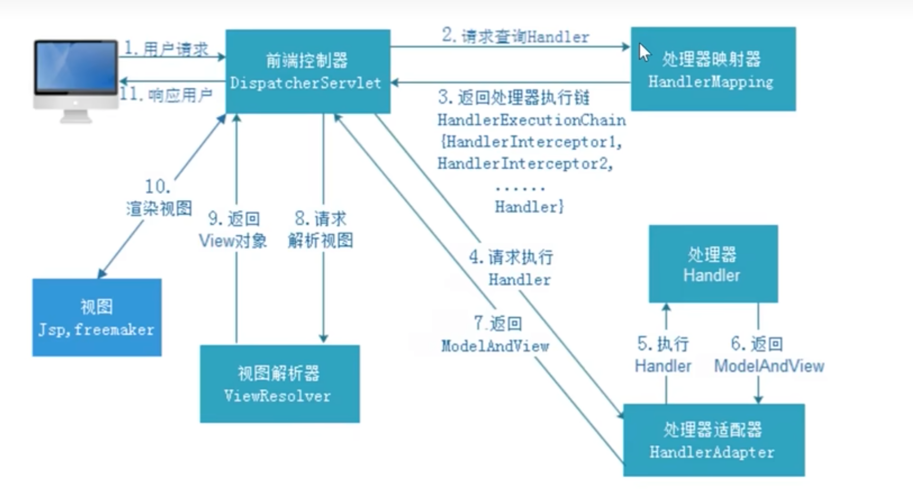 1.用户请求
11.响应用户
前端控制器
DispatcherServlet
2.请求查询Handler
处理器映射器
HandlerMapping
3.返回处理器执行链
HandlerExecutionChain
{HandlerInterceptor1,
HandlerInterceptor2,
......
Handler}
10.
渲染视图
9.返回
View对象
8.请求
解析视图
4.请求执行
Handler
处理器
Handler
视图
Jsp,freemaker
7.返回
ModelAndView
5.执行
Handler
6.返回
ModelAndView
视图解析器
ViewResolver
处理器适配器
HandlerAdapter